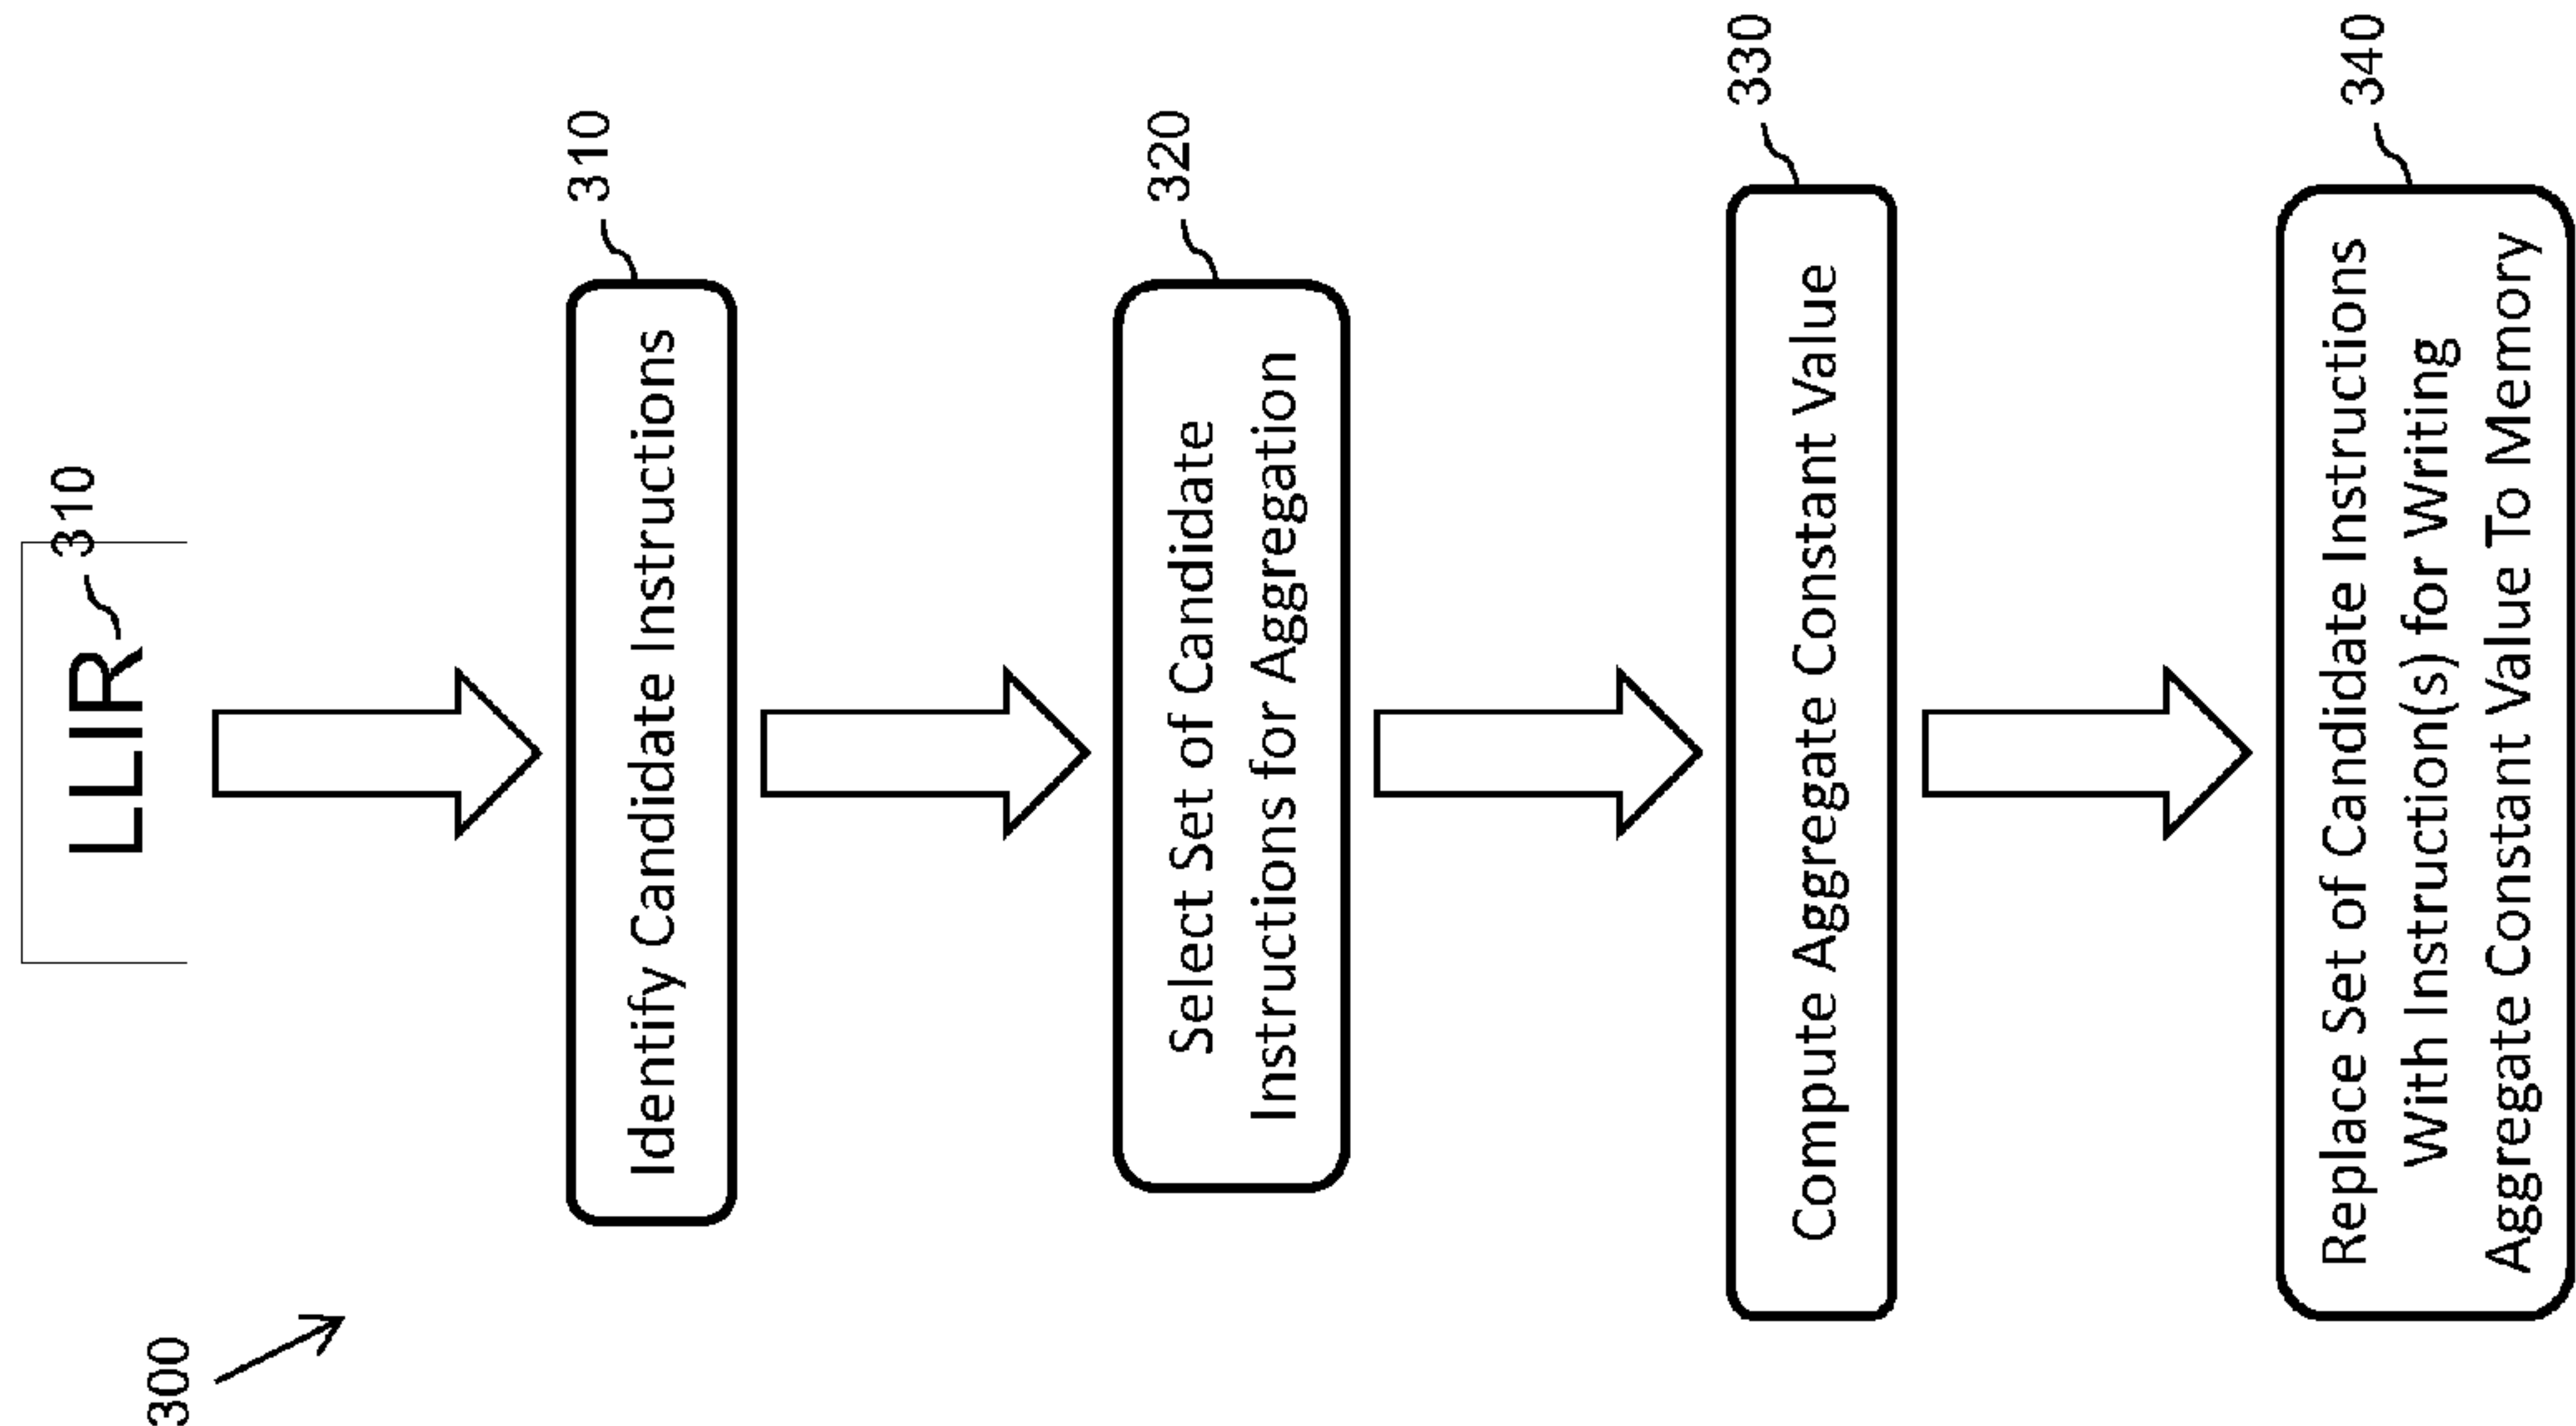 300
LLIR
310
Identify Candidate Instructions
310
Select Set of Candidate
Instructions for Aggregation
320
Compute Aggregate Constant Value
330
Replace Set of Candidate Instructions
With Instruction(s) for Writing
Aggregate Constant Value To Memory
340